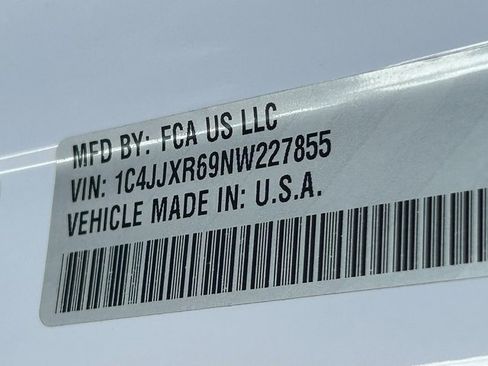 MFD BY: FCA US LLC
VIN: 1C4JJXR69NW227855
VEHICLE MADE IN: U.S.A.